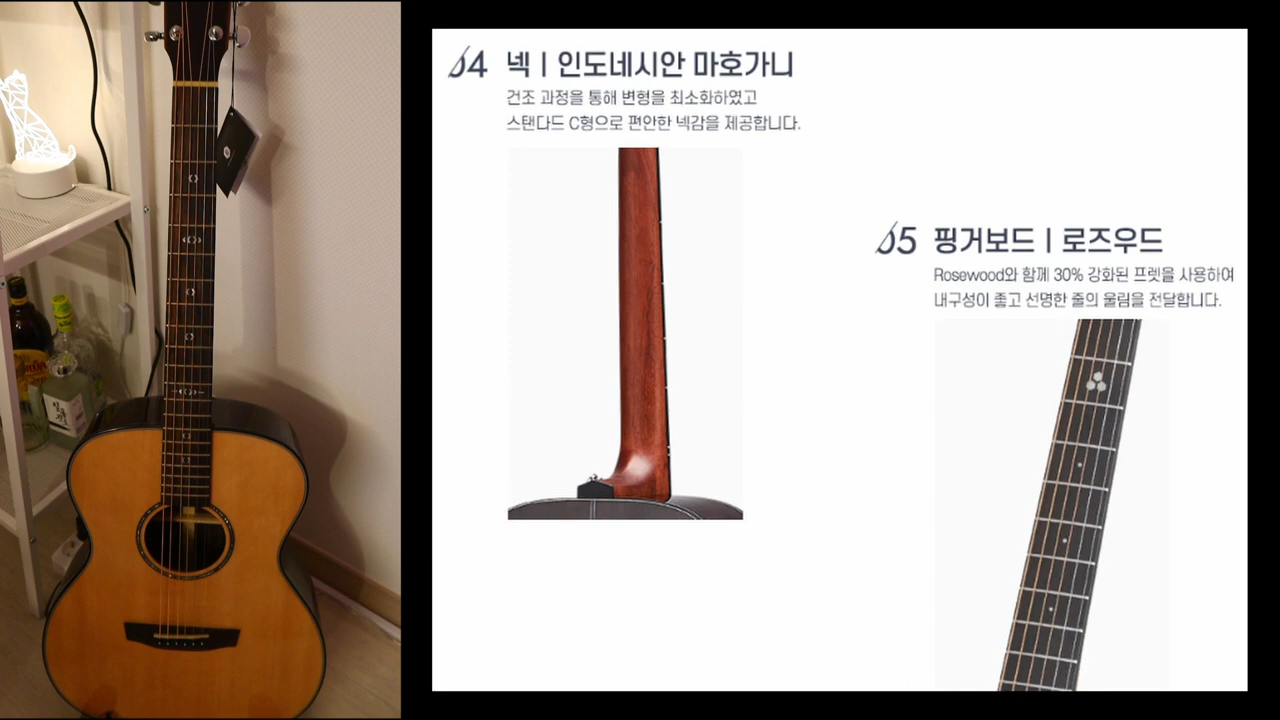 04 넥 | 인도네시안 마호가니
건조 과정을 통해 변형을 최소화하였고
스탠다드 C형으로 편안한 넥감을 제공합니다.
05 핑거보드 | 로즈우드
Rosewood와 함께 30% 강화된 프렛을 사용하여
내구성이 좋고 선명한 줄의 울림을 전달합니다.